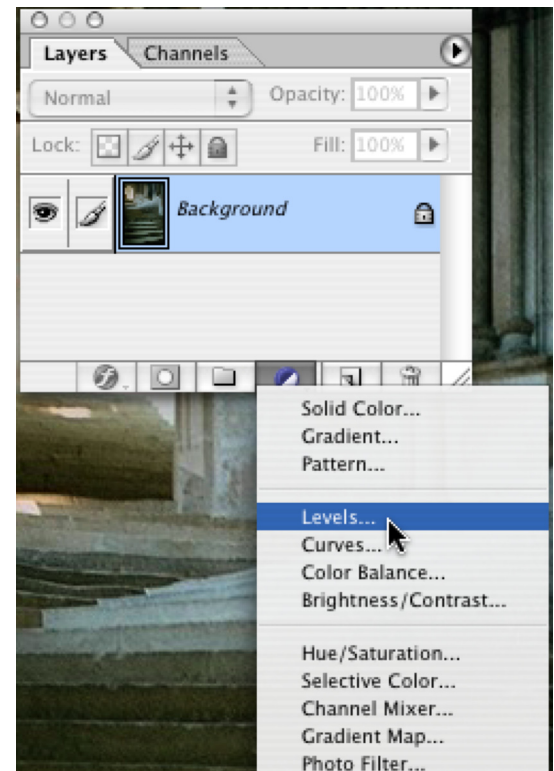 Layers Channels
Normal Opacity: 100%
Lock: Fill: 100%
Background
Solid Color...
Gradient...
Pattern...
Levels...
Curves...
Color Balance...
Brightness/Contrast...
Hue/Saturation...
Selective Color...
Channel Mixer...
Gradient Map...
Photo Filter...